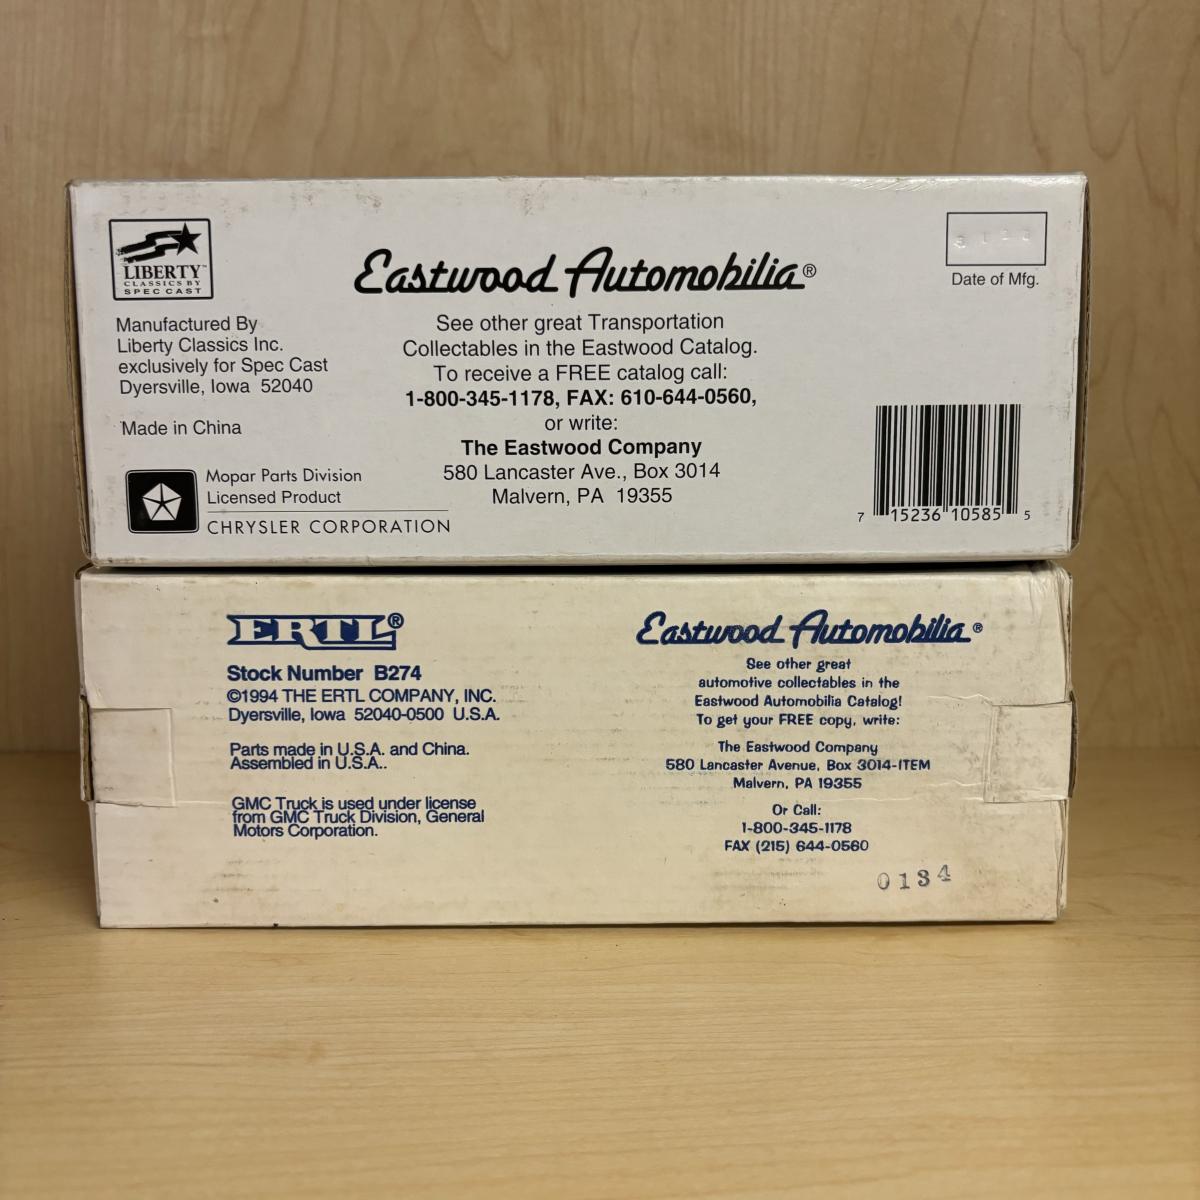 LIBERTY™
CLASSICS BY
SPEC CAST
Manufactured By
Liberty Classics Inc.
exclusively for Spec Cast
Dyersville, Iowa 52040
Made in China
Mopar Parts Division
Licensed Product
CHRYSLER CORPORATION
Eastwood Automobilia®
See other great Transportation
Collectables in the Eastwood Catalog.
To receive a FREE catalog call:
1-800-345-1178, FAX: 610-644-0560,
or write:
The Eastwood Company
580 Lancaster Ave., Box 3014
Malvern, PA 19355
Date of Mfg.
7 15236 10585 5
ERTL®
Stock Number B274
©1994 THE ERTL COMPANY, INC.
Dyersville, Iowa 52040-0500 U.S.A.
Parts made in U.S.A. and China.
Assembled in U.S.A..
GMC Truck is used under license
from GMC Truck Division, General
Motors Corporation.
Eastwood Automobilia®
See other great
automotive collectables in the
Eastwood Automobilia Catalog!
To get your FREE copy, write:
The Eastwood Company
580 Lancaster Avenue, Box 3014-ITEM
Malvern, PA 19355
Or Call:
1-800-345-1178
FAX (215) 644-0560
0134